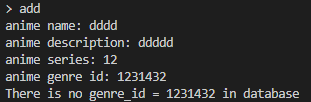 > add
anime name: dddd
anime description: ddddd
anime series: 12
anime genre id: 1231432
There is no genre_id = 1231432 in database